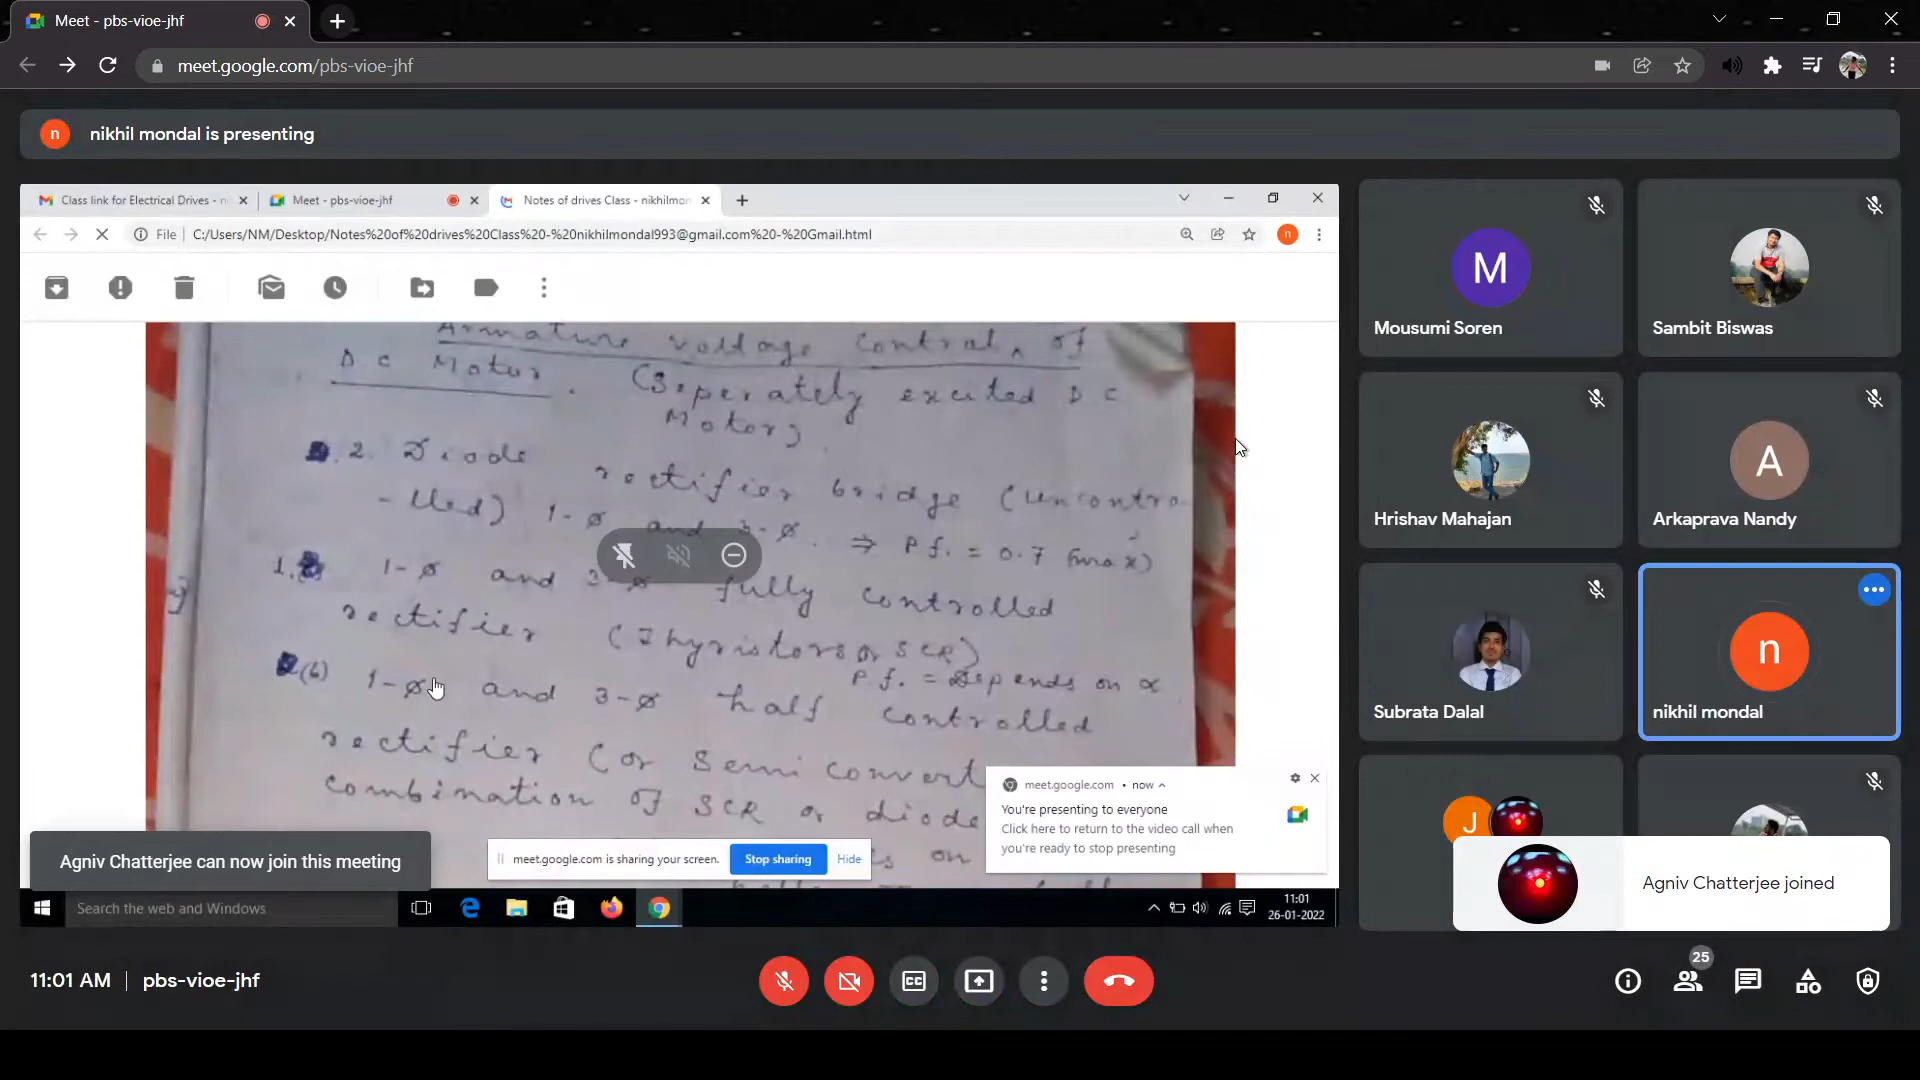 Meet - pbs-vioe-jhf
meet.google.com/pbs-vioe-jhf
n nikhil mondal is presenting
Class link for Electrical Drives - n
Meet - pbs-vioe-jhf
Notes of drives Class - nikhilmon
File C:/Users/NM/Desktop/Notes%20of%20drives%20Class%20-%20nikhilmondal993@gmail.com%20-%20Gmail.html
n
Armature voltage Control of
DC Motor. (Seperately excited DC
Motor)
2. Diode rectifier bridge (uncontro
-lled) 1-ø and 3-ø. ⇒ Pf. = 0.7 (max)
1. 1-ø and 3-ø fully controlled
rectifier (Thyristors or SCR)
Pf. = Depends on α
(b) 1-ø and 3-ø half controlled
rectifier (or Semi convert
combination of SCR or diode
on
meet.google.com • now
You're presenting to everyone
Click here to return to the video call when
you're ready to stop presenting
meet.google.com is sharing your screen. Stop sharing Hide
Agniv Chatterjee can now join this meeting
Search the web and Windows
11:01
26-01-2022
M
Mousumi Soren
Sambit Biswas
Hrishav Mahajan
A
Arkaprava Nandy
Subrata Dalal
n
nikhil mondal
J
Agniv Chatterjee joined
11:01 AM | pbs-vioe-jhf
CC
25